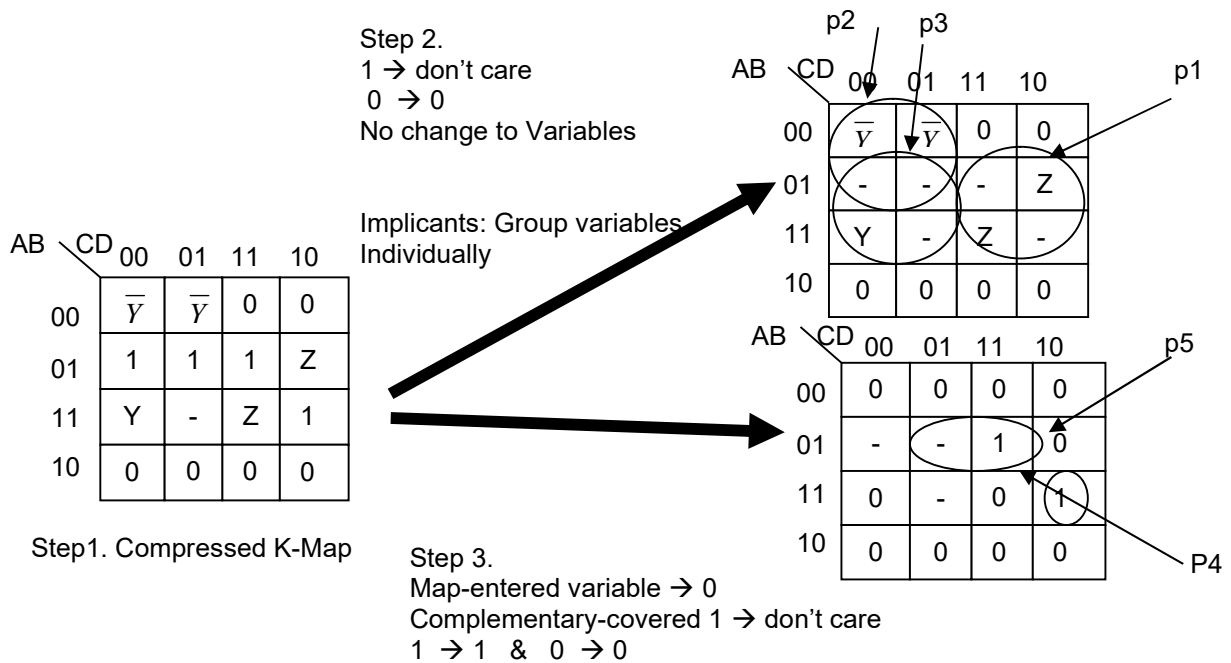 Step 2.
1 → don't care
0 → 0
No change to Variables
Implicants: Group variables
Individually
p2
p3
p1
AB CD 00 01 11 10
00 Y̅ Y̅ 0 0
01 - - - Z
11 Y - Z -
10 0 0 0 0
AB CD 00 01 11 10
00 Y̅ Y̅ 0 0
01 1 1 1 Z
11 Y - Z 1
10 0 0 0 0
Step1. Compressed K-Map
AB CD 00 01 11 10
00 0 0 0 0
01 - - 1 0
11 0 - 0 1
10 0 0 0 0
p5
P4
Step 3.
Map-entered variable → 0
Complementary-covered 1 → don't care
1 → 1 & 0 → 0